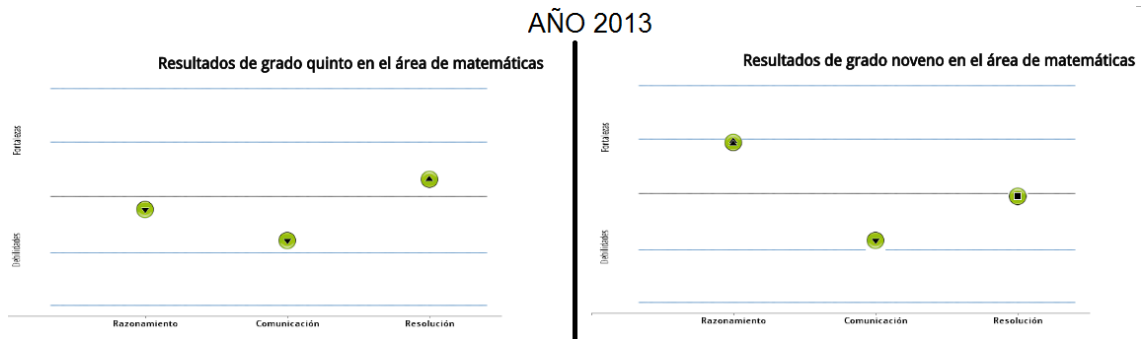 AÑO 2013
Resultados de grado quinto en el área de matemáticas
Fortalezas
Debilidades
Razonamiento Comunicación Resolución
Resultados de grado noveno en el área de matemáticas
Fortalezas
Debilidades
Razonamiento Comunicación Resolución